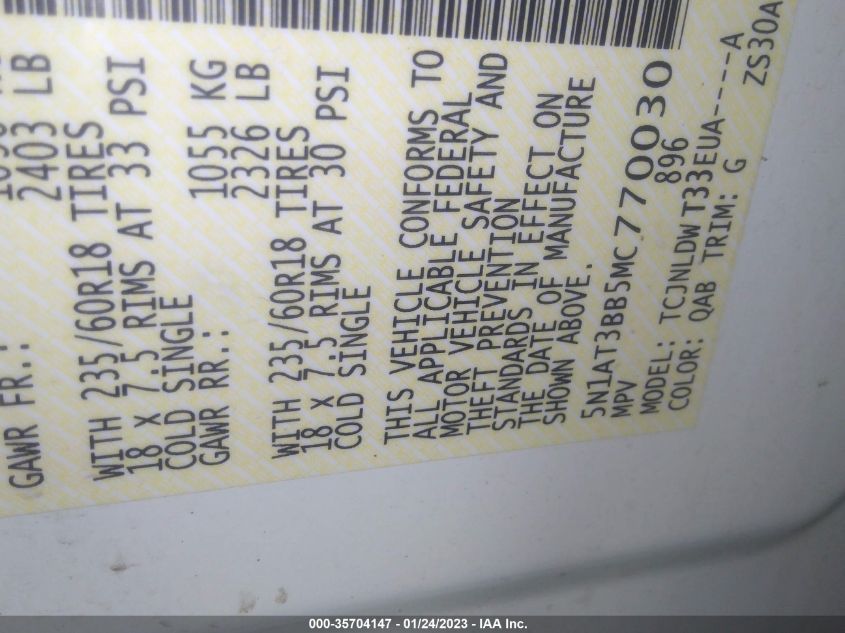 GAWR FR.:
2403 LB
WITH 235/60R18 TIRES
18 X 7.5 RIMS AT 33 PSI
COLD SINGLE
GAWR RR.: 1055 KG
2326 LB
WITH 235/60R18 TIRES
18 X 7.5 RIMS AT 30 PSI
COLD SINGLE
THIS VEHICLE CONFORMS TO
ALL APPLICABLE FEDERAL
MOTOR VEHICLE SAFETY AND
THEFT PREVENTION
STANDARDS IN EFFECT ON
THE DATE OF MANUFACTURE
SHOWN ABOVE.
5N1AT3BB5MC770030
MPV 896
MODEL: TCJNLDWT33EUA----A
COLOR: QAB TRIM: G ZS30A
000-35704147 - 01/24/2023 - IAA Inc.